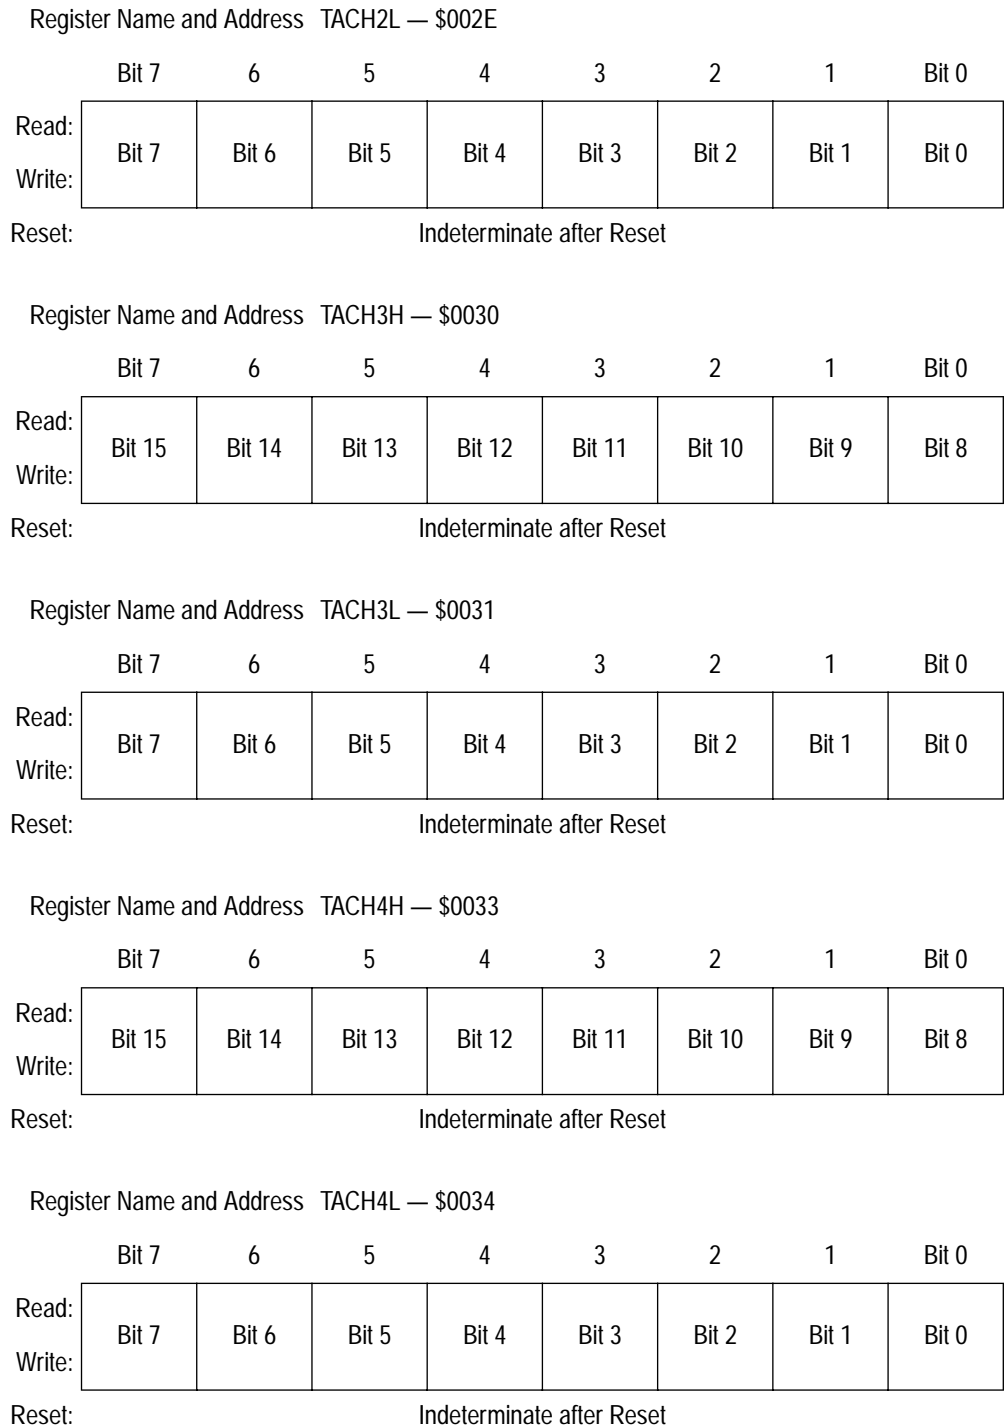 Register Name and Address TACH2L — $002E
Bit 7 6 5 4 3 2 1 Bit 0
Read:
Bit 7 Bit 6 Bit 5 Bit 4 Bit 3 Bit 2 Bit 1 Bit 0
Write:
Reset: Indeterminate after Reset
Register Name and Address TACH3H — $0030
Bit 7 6 5 4 3 2 1 Bit 0
Read:
Bit 15 Bit 14 Bit 13 Bit 12 Bit 11 Bit 10 Bit 9 Bit 8
Write:
Reset: Indeterminate after Reset
Register Name and Address TACH3L — $0031
Bit 7 6 5 4 3 2 1 Bit 0
Read:
Bit 7 Bit 6 Bit 5 Bit 4 Bit 3 Bit 2 Bit 1 Bit 0
Write:
Reset: Indeterminate after Reset
Register Name and Address TACH4H — $0033
Bit 7 6 5 4 3 2 1 Bit 0
Read:
Bit 15 Bit 14 Bit 13 Bit 12 Bit 11 Bit 10 Bit 9 Bit 8
Write:
Reset: Indeterminate after Reset
Register Name and Address TACH4L — $0034
Bit 7 6 5 4 3 2 1 Bit 0
Read:
Bit 7 Bit 6 Bit 5 Bit 4 Bit 3 Bit 2 Bit 1 Bit 0
Write:
Reset: Indeterminate after Reset